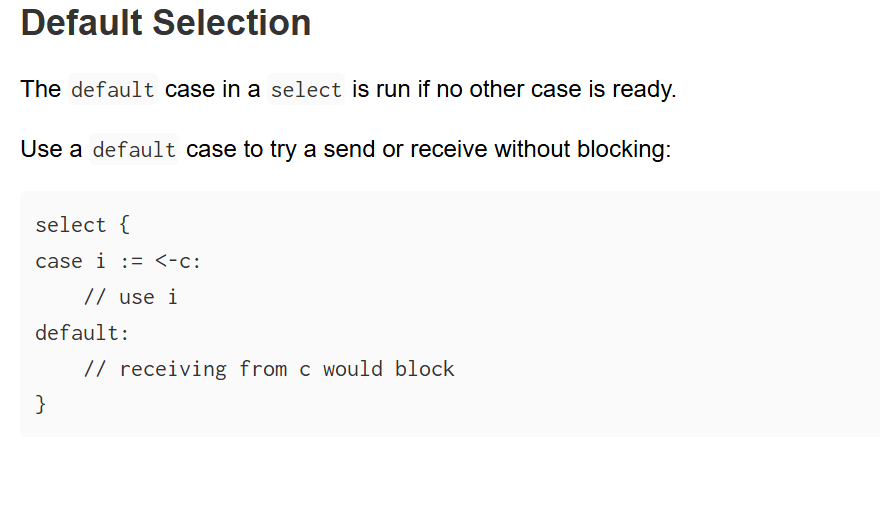 Default Selection
The default case in a select is run if no other case is ready.
Use a default case to try a send or receive without blocking:
select {
case i := <-c:
    // use i
default:
    // receiving from c would block
}